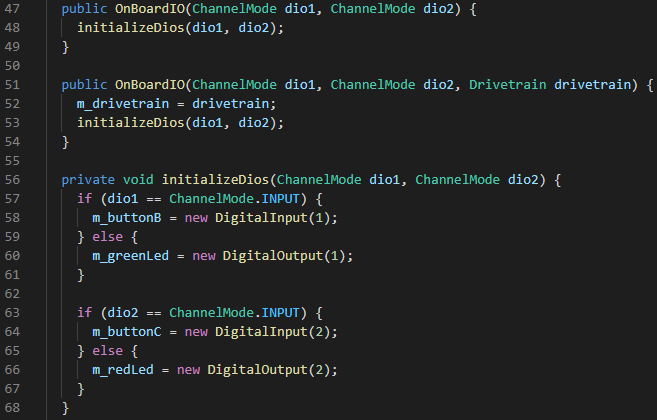 47 public OnBoardIO(ChannelMode dio1, ChannelMode dio2) {
48 initializeDios(dio1, dio2);
49 }
50
51 public OnBoardIO(ChannelMode dio1, ChannelMode dio2, Drivetrain drivetrain) {
52 m_drivetrain = drivetrain;
53 initializeDios(dio1, dio2);
54 }
55
56 private void initializeDios(ChannelMode dio1, ChannelMode dio2) {
57 if (dio1 == ChannelMode.INPUT) {
58 m_buttonB = new DigitalInput(1);
59 } else {
60 m_greenLed = new DigitalOutput(1);
61 }
62
63 if (dio2 == ChannelMode.INPUT) {
64 m_buttonC = new DigitalInput(2);
65 } else {
66 m_redLed = new DigitalOutput(2);
67 }
68 }